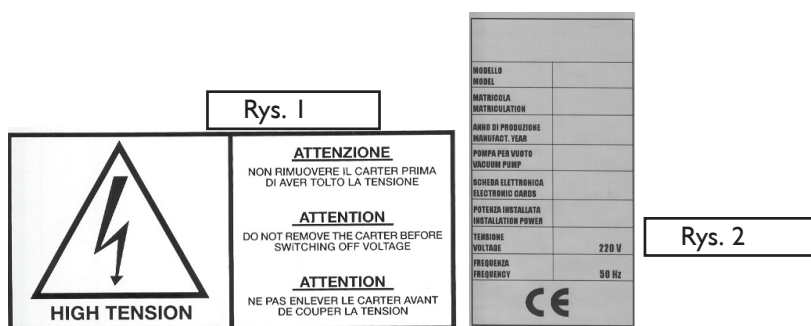 Rys. 1
HIGH TENSION
ATTENZIONE
NON RIMUOVERE IL CARTER PRIMA
DI AVER TOLTO LA TENSIONE
ATTENTION
DO NOT REMOVE THE CARTER BEFORE
SWITCHING OFF VOLTAGE
ATTENTION
NE PAS ENLEVER LE CARTER AVANT
DE COUPER LA TENSION
MODELLO
MODEL
MATRICOLA
MATRICULATION
ANNO DI PRODUZIONE
MANUFACT. YEAR
POMPA PER VUOTO
VACUUM PUMP
SCHEDA ELETTRONICA
ELECTRONIC CARDS
POTENZA INSTALLATA
INSTALLATION POWER
TENSIONE
VOLTAGE 220 V
FREQUENZA
FREQUENCY 50 Hz
CE
Rys. 2